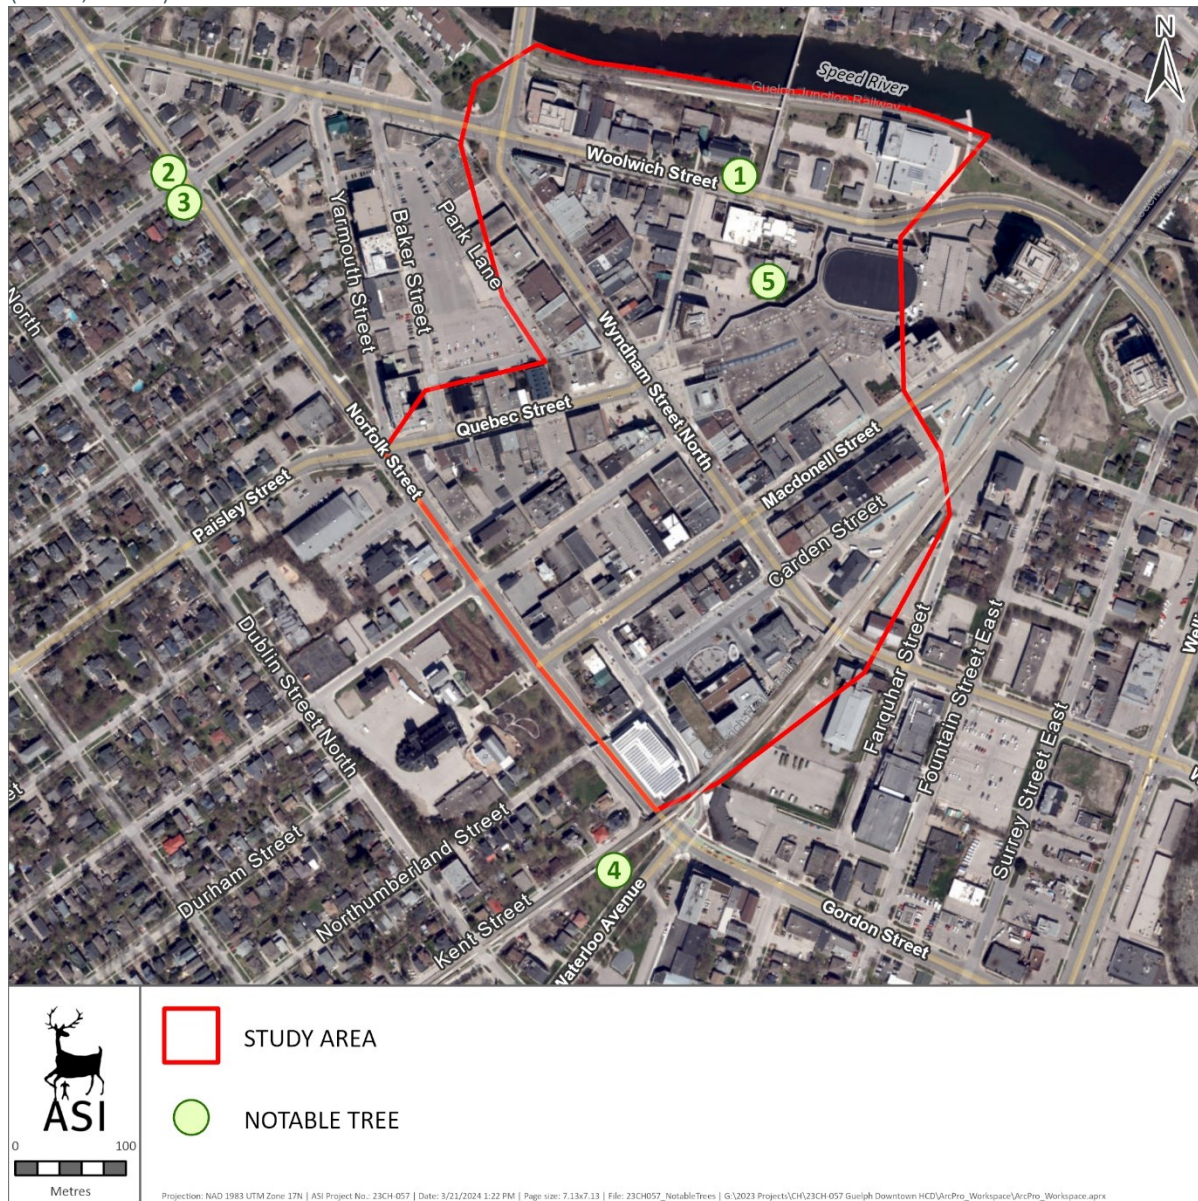 N
Speed River
Guelph Junction Railway
Woolwich Street
1
2
3
Yarmouth Street
Baker Street
Park Lane
5
North
Wyndham Street North
Norfolk Street
Quebec Street
Paisley Street
Macdonell Street
Carden Street
Dublin Street North
Farquhar Street
Fountain Street East
Surrey Street East
Durham Street
Northumberland Street
Kent Street
4
Waterloo Avenue
Gordon Street
ASI
0 100
Metres
STUDY AREA
NOTABLE TREE
Projection: NAD 1983 UTM Zone 17N | ASI Project No.: 23CH-057 | Date: 3/21/2024 1:22 PM | Page size: 7.13x7.13 | File: 23CH057_NotableTrees | G:\2023 Projects\CH\23CH-057 Guelph Downtown HCD\ArcPro_Workspace\ArcPro_Workspace.aprx